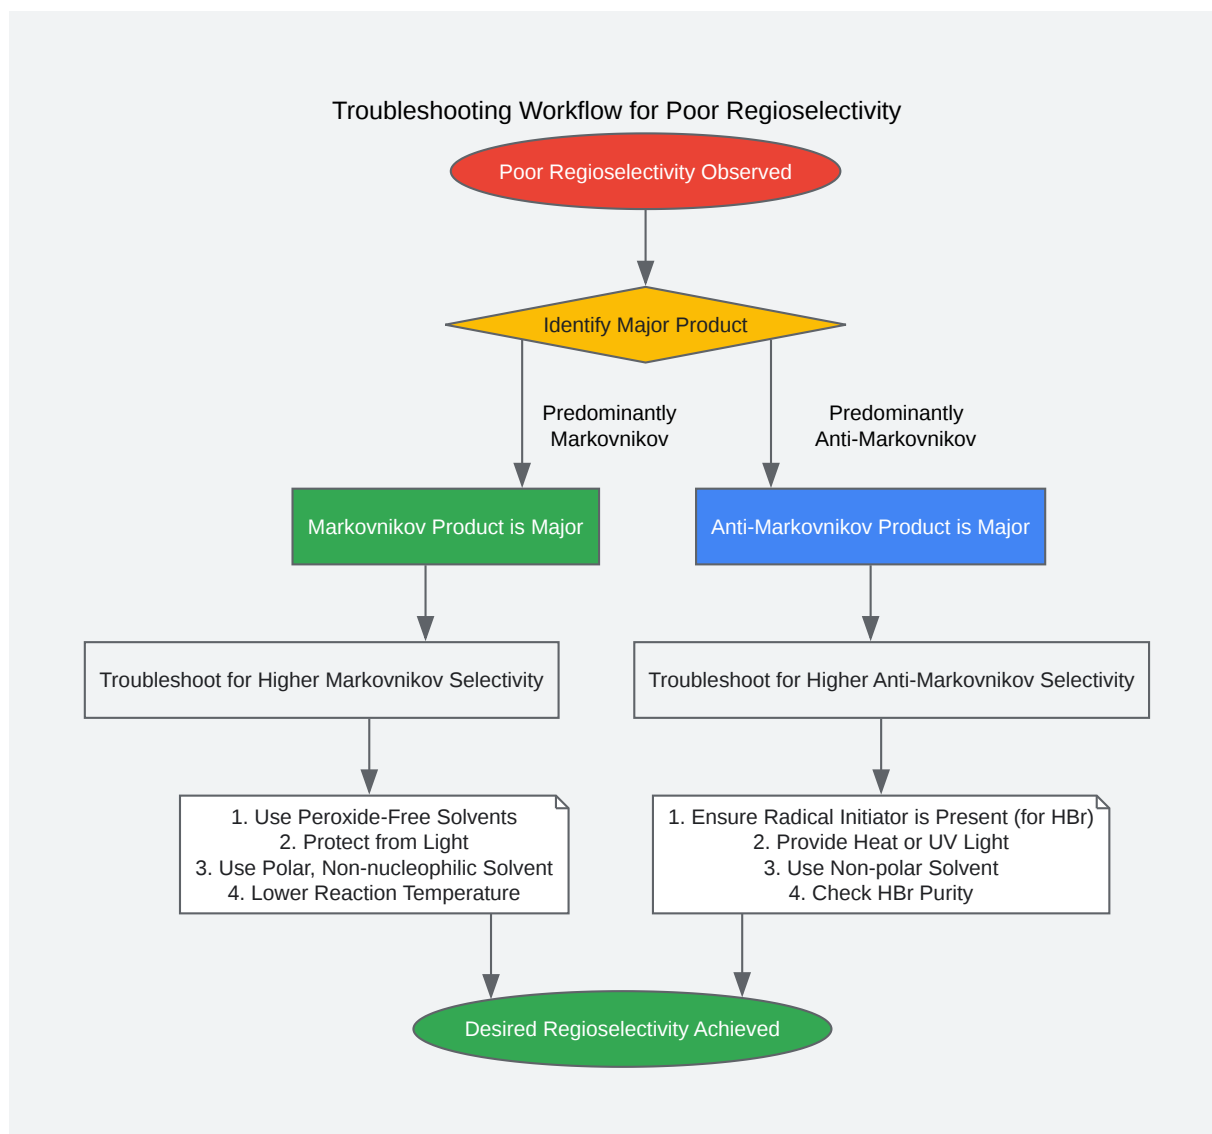 Troubleshooting Workflow for Poor Regioselectivity
Poor Regioselectivity Observed
Identify Major Product
Predominantly
Markovnikov
Predominantly
Anti-Markovnikov
Markovnikov Product is Major
Anti-Markovnikov Product is Major
Troubleshoot for Higher Markovnikov Selectivity
Troubleshoot for Higher Anti-Markovnikov Selectivity
1. Use Peroxide-Free Solvents
2. Protect from Light
3. Use Polar, Non-nucleophilic Solvent
4. Lower Reaction Temperature
1. Ensure Radical Initiator is Present (for HBr)
2. Provide Heat or UV Light
3. Use Non-polar Solvent
4. Check HBr Purity
Desired Regioselectivity Achieved